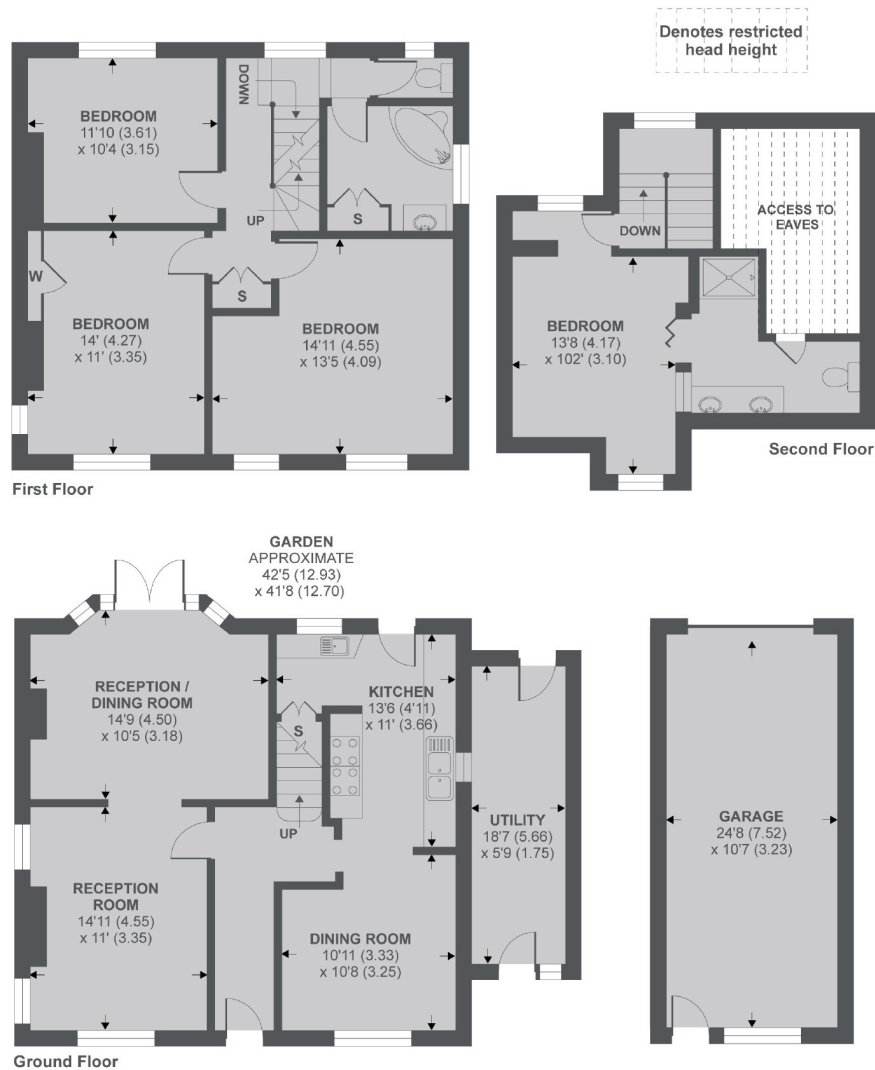 Denotes restricted
head height
BEDROOM
11'10 (3.61)
x 10'4 (3.15)
DOWN
UP
S
W
BEDROOM
14' (4.27)
x 11' (3.35)
S
BEDROOM
14'11 (4.55)
x 13'5 (4.09)
First Floor
DOWN
ACCESS TO
EAVES
BEDROOM
13'8 (4.17)
x 102' (3.10)
Second Floor
GARDEN
APPROXIMATE
42'5 (12.93)
x 41'8 (12.70)
RECEPTION /
DINING ROOM
14'9 (4.50)
x 10'5 (3.18)
KITCHEN
13'6 (4'11)
x 11' (3.66)
S
UP
UTILITY
18'7 (5.66)
x 5'9 (1.75)
RECEPTION
ROOM
14'11 (4.55)
x 11' (3.35)
DINING ROOM
10'11 (3.33)
x 10'8 (3.25)
GARAGE
24'8 (7.52)
x 10'7 (3.23)
Ground Floor